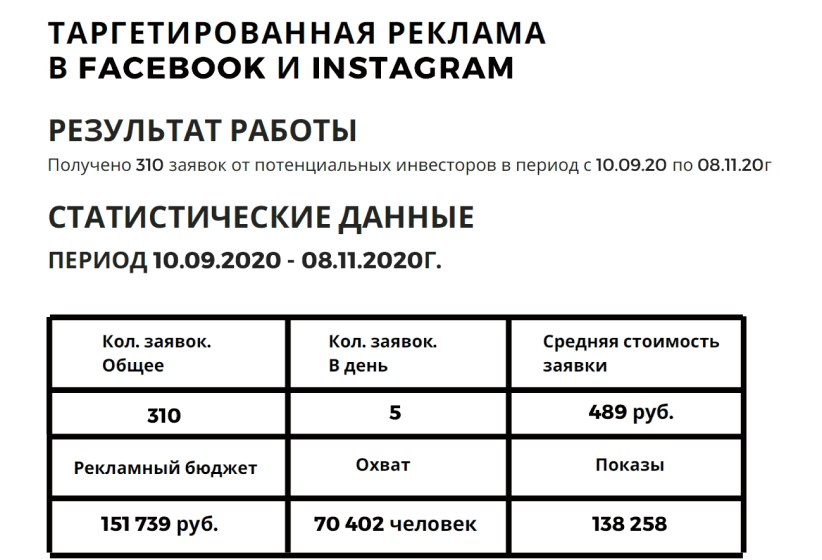 ТАРГЕТИРОВАННАЯ РЕКЛАМА
В FACEBOOK И INSTAGRAM
РЕЗУЛЬТАТ РАБОТЫ
Получено 310 заявок от потенциальных инвесторов в период с 10.09.20 по 08.11.20г
СТАТИСТИЧЕСКИЕ ДАННЫЕ
ПЕРИОД 10.09.2020 - 08.11.2020Г.
Кол. заявок.
Общее
Кол. заявок.
В день
Средняя стоимость
заявки
310
5
489 руб.
Рекламный бюджет
Охват
Показы
151 739 руб.
70 402 человек
138 258